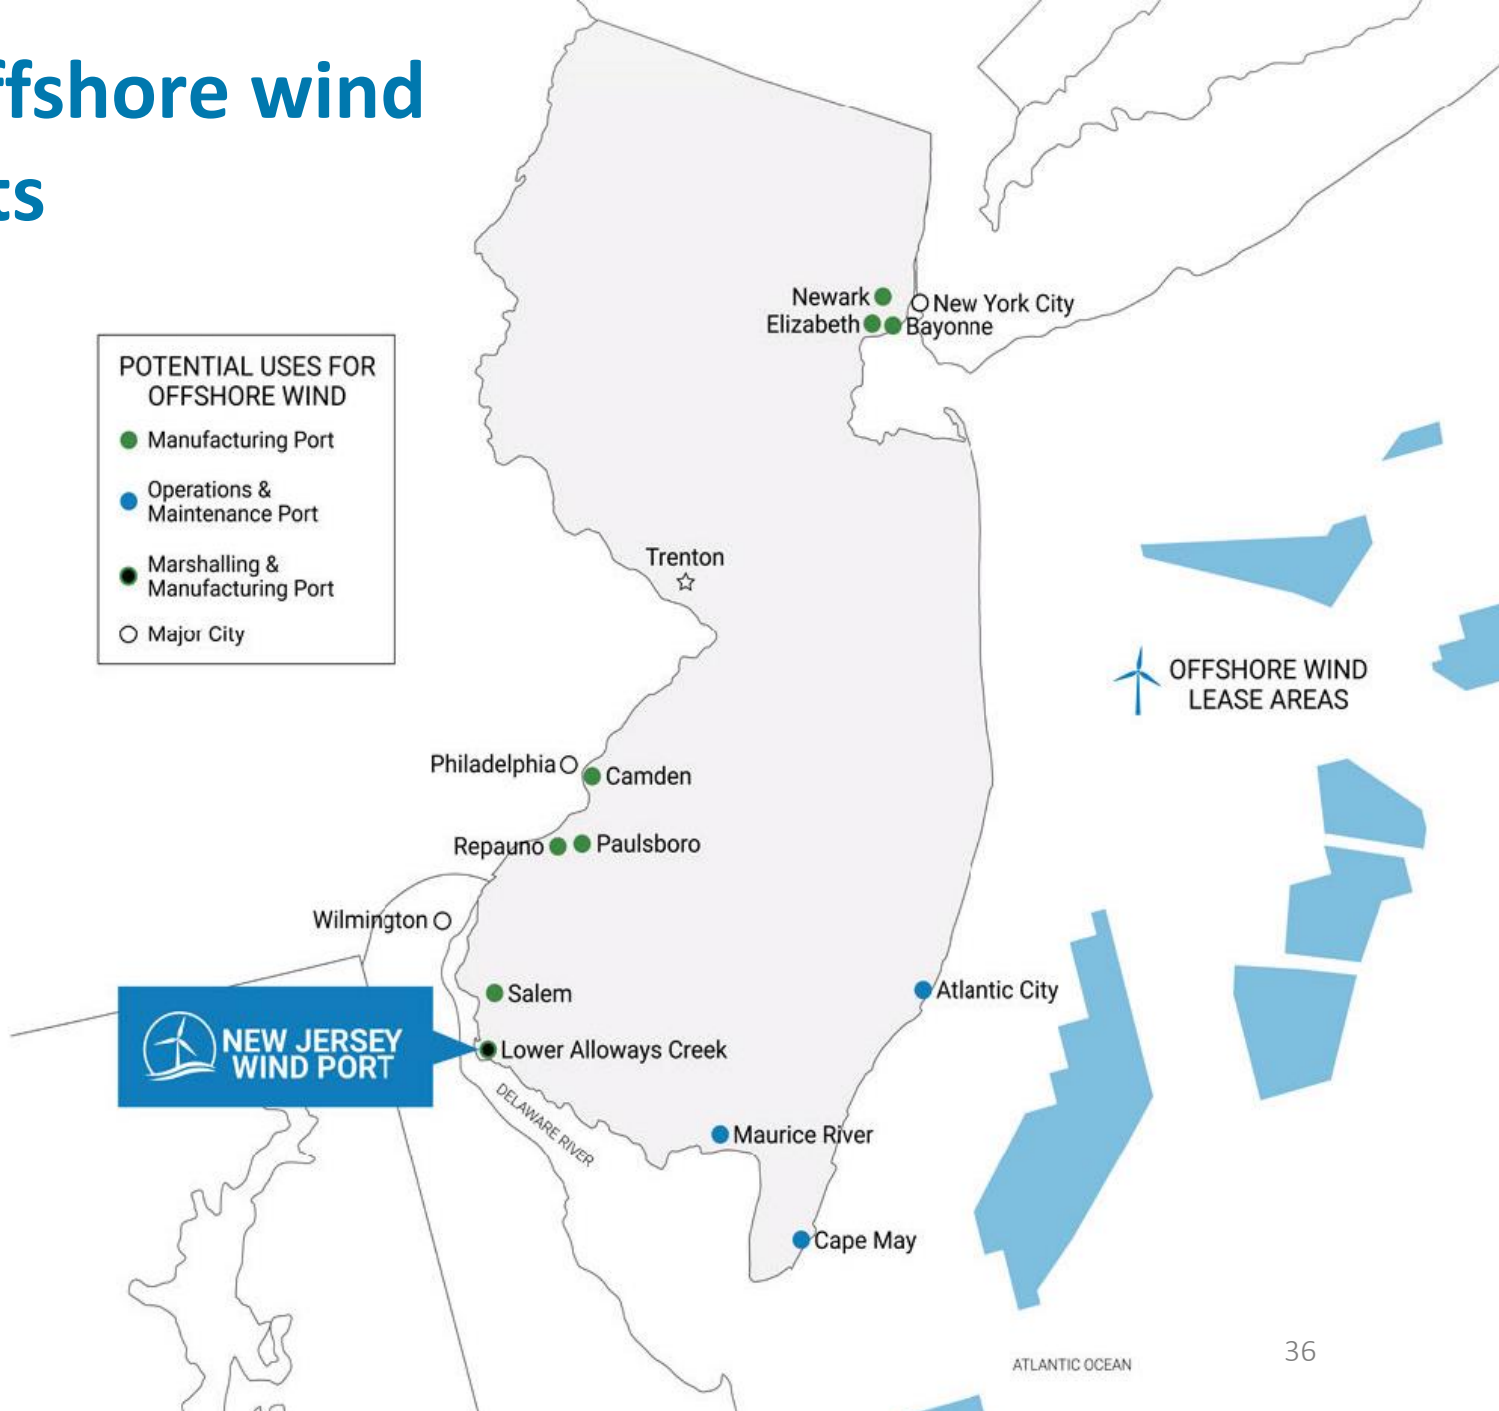 ffshore wind
ts
Newark
New York City
Elizabeth
Bayonne
POTENTIAL USES FOR
OFFSHORE WIND
Manufacturing Port
Operations &
Maintenance Port
Marshalling &
Manufacturing Port
Major City
Trenton
OFFSHORE WIND
LEASE AREAS
Philadelphia
Camden
Repauno
Paulsboro
Wilmington
Salem
Atlantic City
NEW JERSEY
WIND PORT
Lower Alloways Creek
DELAWARE RIVER
Maurice River
Cape May
ATLANTIC OCEAN
36